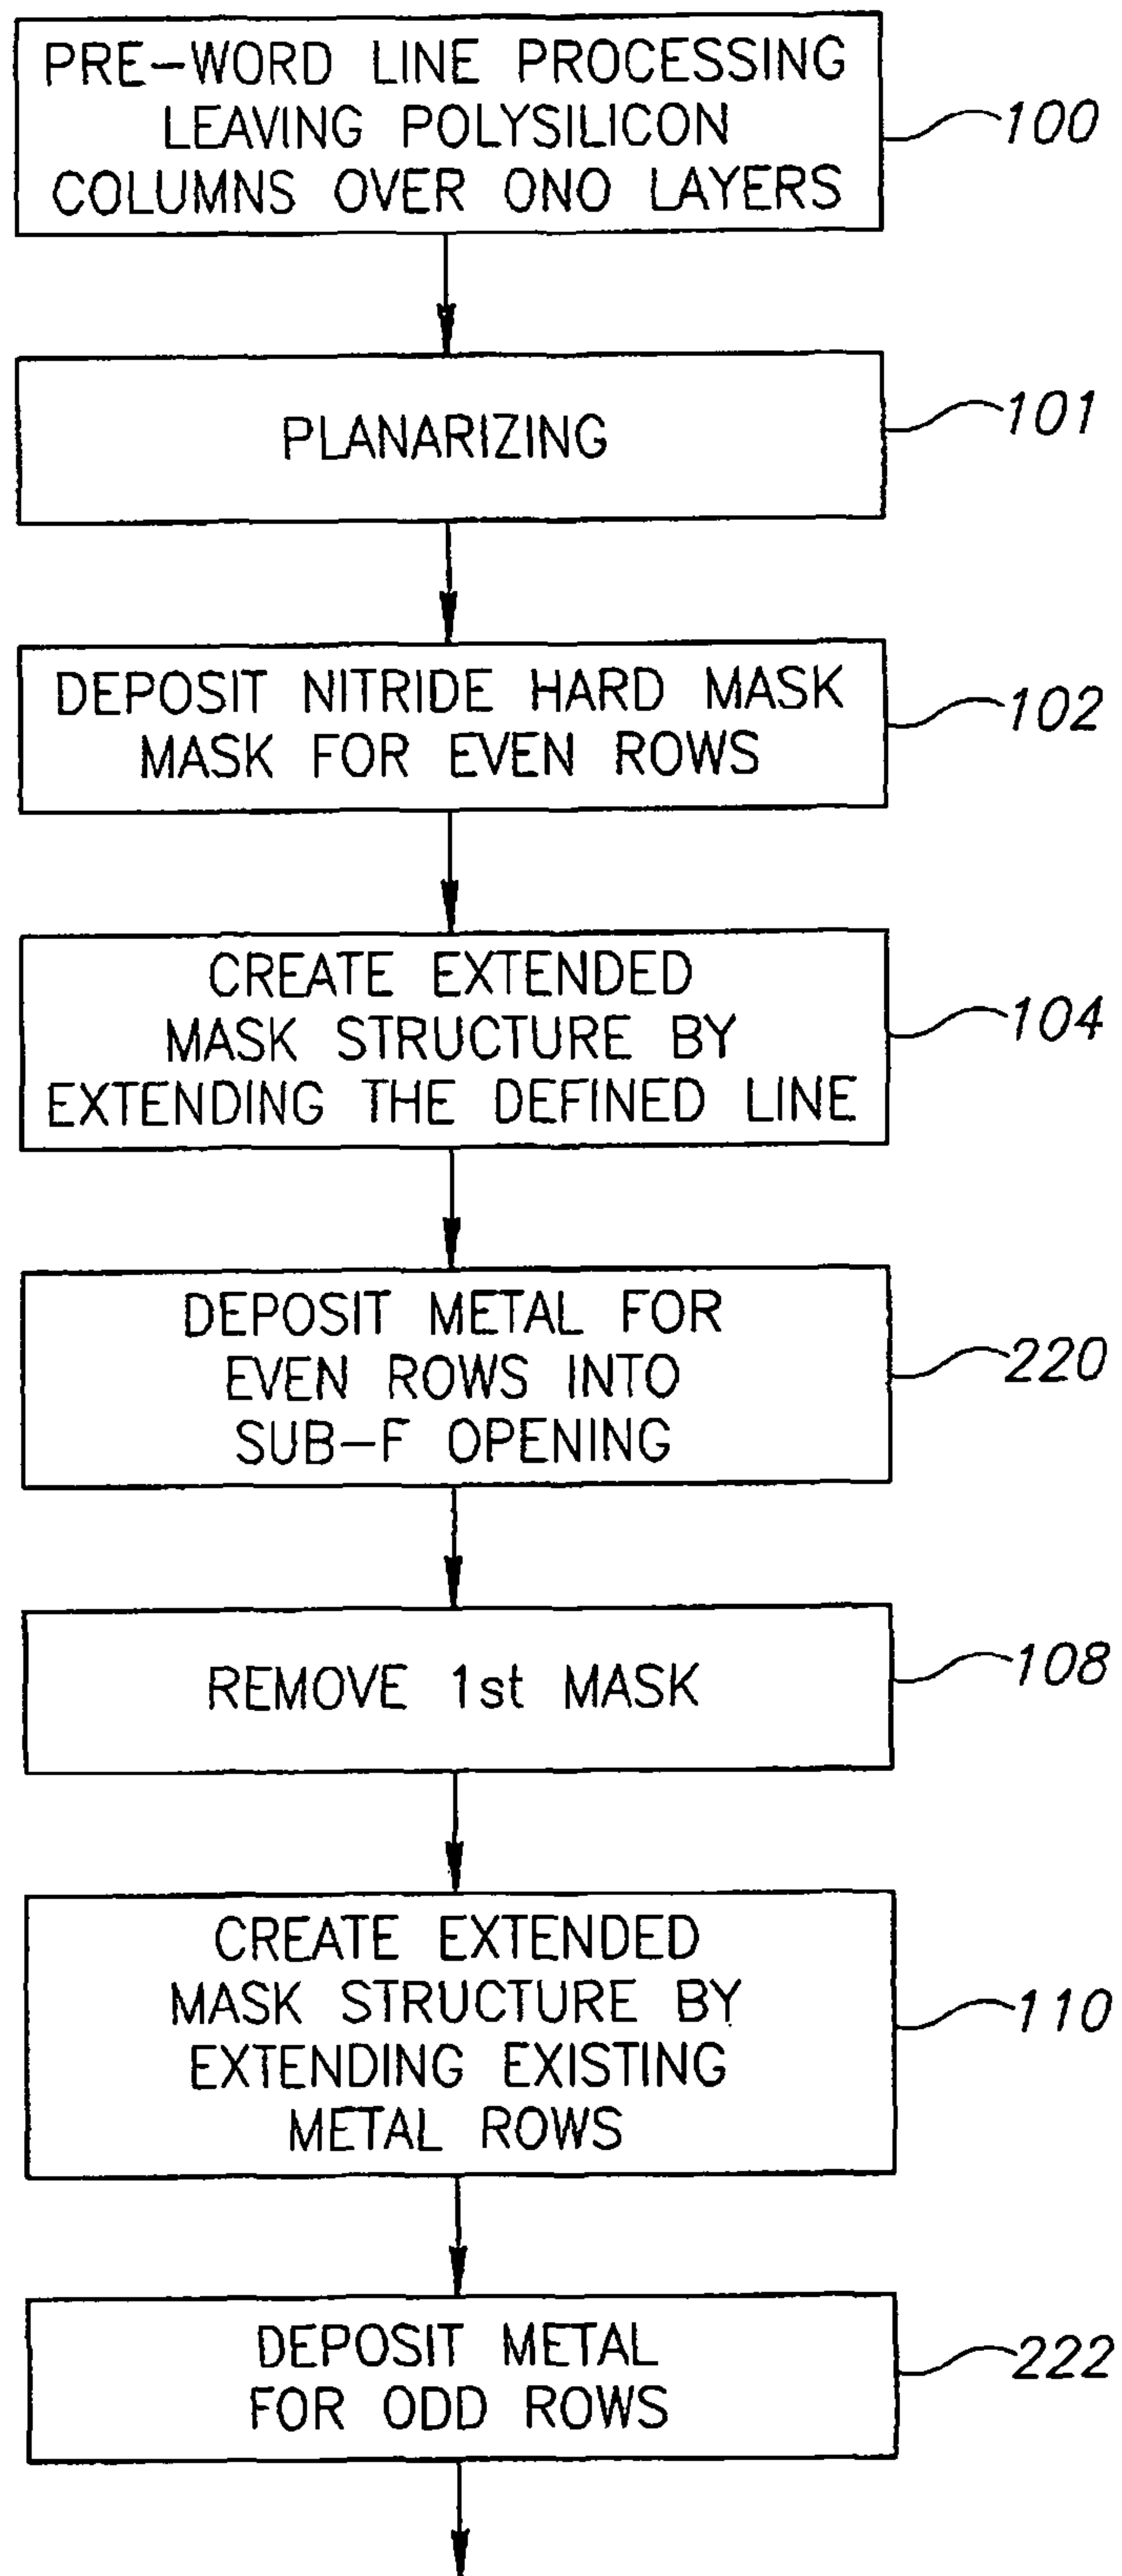 PRE-WORD LINE PROCESSING
LEAVING POLYSILICON
COLUMNS OVER ONO LAYERS
100
PLANARIZING
101
DEPOSIT NITRIDE HARD MASK
MASK FOR EVEN ROWS
102
CREATE EXTENDED
MASK STRUCTURE BY
EXTENDING THE DEFINED LINE
104
DEPOSIT METAL FOR
EVEN ROWS INTO
SUB-F OPENING
220
REMOVE 1st MASK
108
CREATE EXTENDED
MASK STRUCTURE BY
EXTENDING EXISTING
METAL ROWS
110
DEPOSIT METAL
FOR ODD ROWS
222